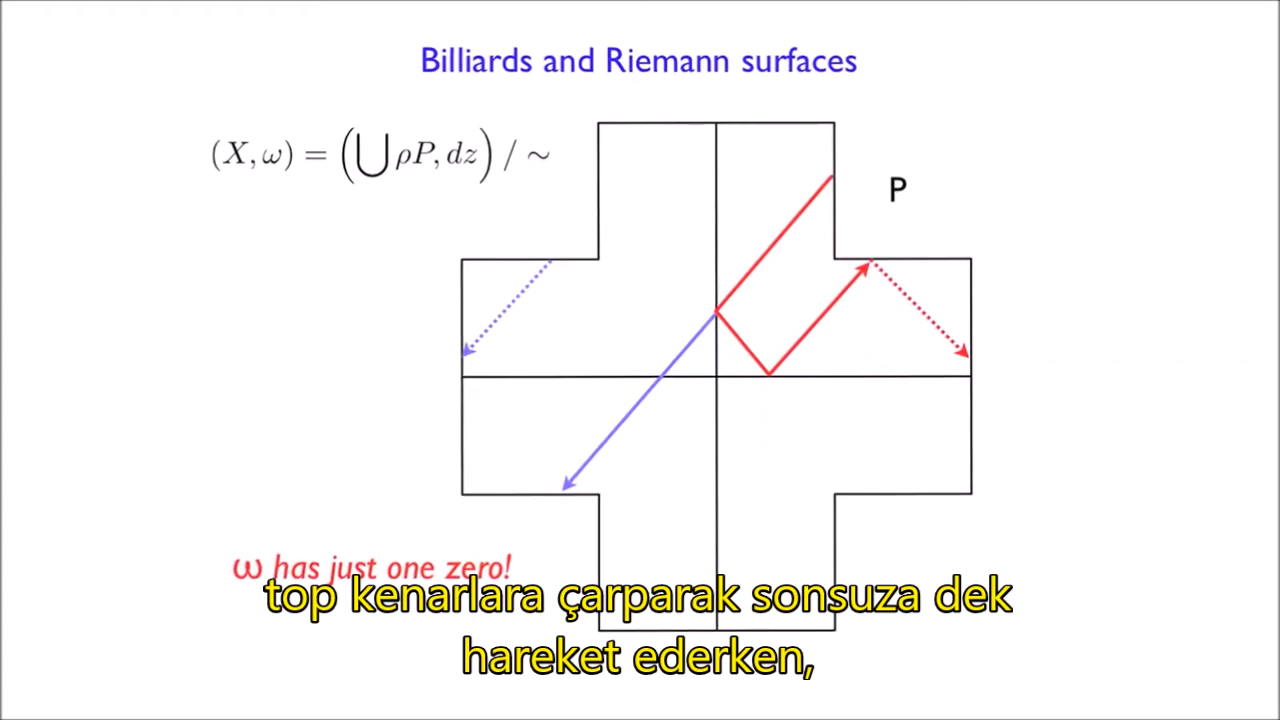 Billiards and Riemann surfaces
(X, ω) = (⋃ ρP, dz) / ∼
P
ω has just one zero!
top kenarlara çarparak sonsuza dek
hareket ederken,